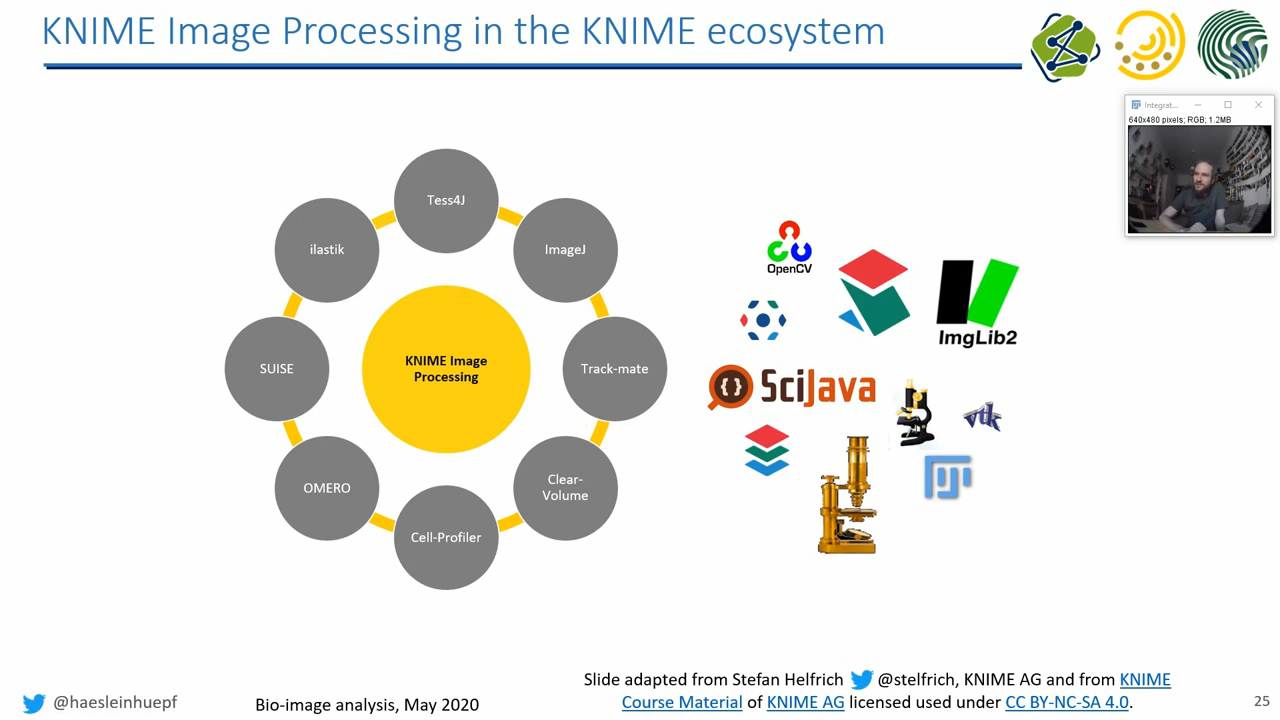 KNIME Image Processing in the KNIME ecosystem
Integrat...
640x480 pixels; RGB; 1.2MB
Tess4J
ilastik
ImageJ
OpenCV
ImgLib2
KNIME Image
Processing
SUISE
Track-mate
SciJava
vtk
OMERO
Clear-
Volume
Cell-Profiler
Slide adapted from Stefan Helfrich @stelfrich, KNIME AG and from KNIME
Course Material of KNIME AG licensed used under CC BY-NC-SA 4.0.
@haesleinhuepf
Bio-image analysis, May 2020
25